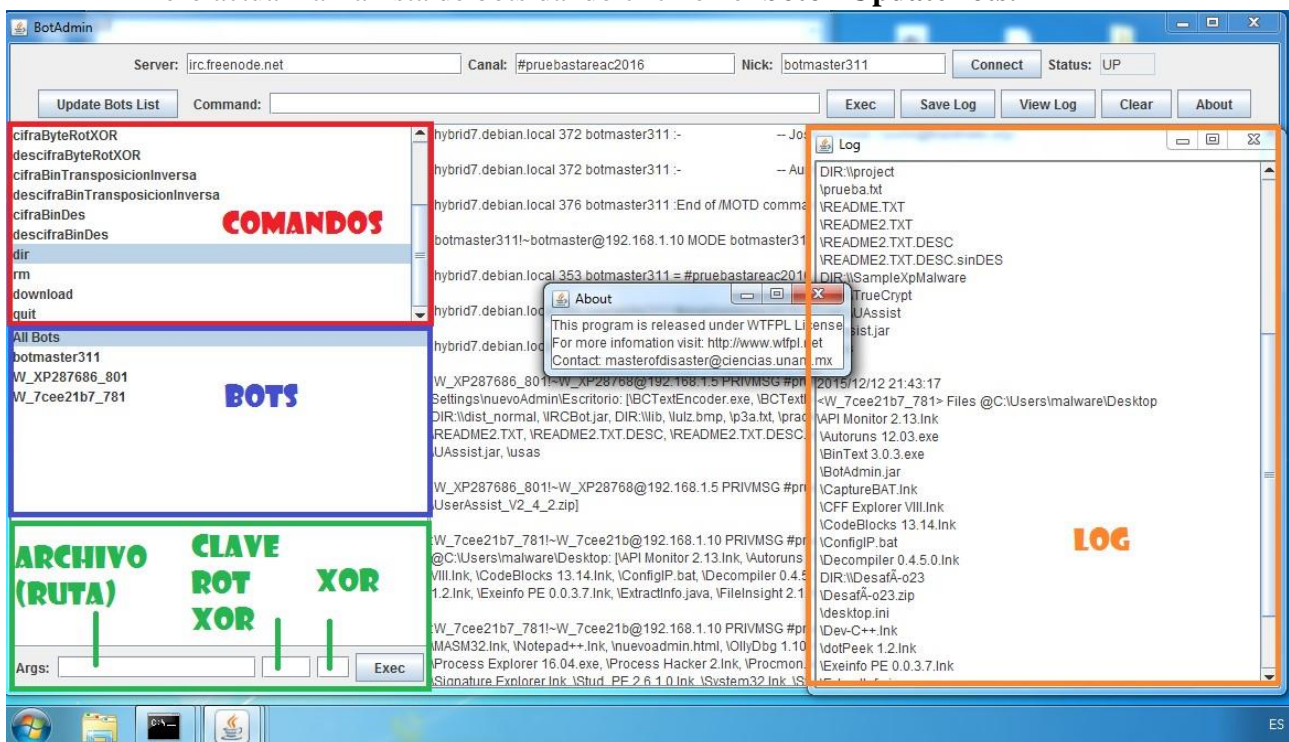 BotAdmin
Server: irc.freenode.net Canal: #pruebastareac2016 Nick: botmaster311 Connect Status: UP
Update Bots List Command: Exec Save Log View Log Clear About
cifraByteRotXOR
descifraByteRotXOR
cifraBinTransposicionInversa
descifraBinTransposicionInversa
cifraBinDes
descifraBinDes
dir
rm
download
quit
COMANDOS
All Bots
botmaster311
W_XP287686_801
W_7cee21b7_781
BOTS
ARCHIVO
(RUTA)
CLAVE
ROT
XOR
XOR
Args: Exec
hybrid7.debian.local 372 botmaster311 :- -- Jos
hybrid7.debian.local 372 botmaster311 :- -- Au
hybrid7.debian.local 376 botmaster311 :End of /MOTD comma
botmaster311!~botmaster@192.168.1.10 MODE botmaster31
hybrid7.debian.local 353 botmaster311 = #pruebastareac201
hybrid7.debian.loc
hybrid7.debian.loc
W_XP287686_801!~W_XP28768@192.168.1.5 PRIVMSG #pr
Settings\nuevoAdmin\Escritorio: [\BCTextEncoder.exe, \BCText
DIR:\\dist_normal, \IRCBot.jar, DIR:\\lib, \lulz.bmp, \p3a.txt, \prac
\README2.TXT, \README2.TXT.DESC, \README2.TXT.DESC.
\UAssist.jar, \usas
W_XP287686_801!~W_XP28768@192.168.1.5 PRIVMSG #pr
\UserAssist_V2_4_2.zip]
W_7cee21b7_781!~W_7cee21b@192.168.1.10 PRIVMSG #pr
@C:\Users\malware\Desktop: [\API Monitor 2.13.lnk, \Autoruns
VIII.lnk, \CodeBlocks 13.14.lnk, \ConfigIP.bat, \Decompiler 0.4.5
1.2.lnk, \Exeinfo PE 0.0.3.7.lnk, \ExtractInfo.java, \FileInsight 2.1.
W_7cee21b7_781!~W_7cee21b@192.168.1.10 PRIVMSG #pr
\MASM32.lnk, \Notepad++.lnk, \nuevoadmin.html, \OllyDbg 1.10
\Process Explorer 16.04.exe, \Process Hacker 2.lnk, \Procmon.
\Signature Explorer.lnk, \Stud_PE 2.6.1.0.lnk, \System32.lnk, \S
About
This program is released under WTFPL License
For more infomation visit: http://www.wtfpl.net
Contact: masterofdisaster@ciencias.unam.mx
Log
DIR:\\project
\prueba.txt
\README.TXT
\README2.TXT
\README2.TXT.DESC
\README2.TXT.DESC.sinDES
DIR:\\SampleXpMalware
TrueCrypt
UAssist
sist.jar
2015/12/12 21:43:17
<W_7cee21b7_781> Files @C:\Users\malware\Desktop
\API Monitor 2.13.lnk
\Autoruns 12.03.exe
\BinText 3.0.3.exe
\BotAdmin.jar
\CaptureBAT.lnk
\CFF Explorer VIII.lnk
\CodeBlocks 13.14.lnk
\ConfigIP.bat
\Decompiler 0.4.5.0.lnk
DIR:\\DesafÃ-o23
\DesafÃ-o23.zip
\desktop.ini
\Dev-C++.lnk
\dotPeek 1.2.lnk
\Exeinfo PE 0.0.3.7.lnk
LOG
ES